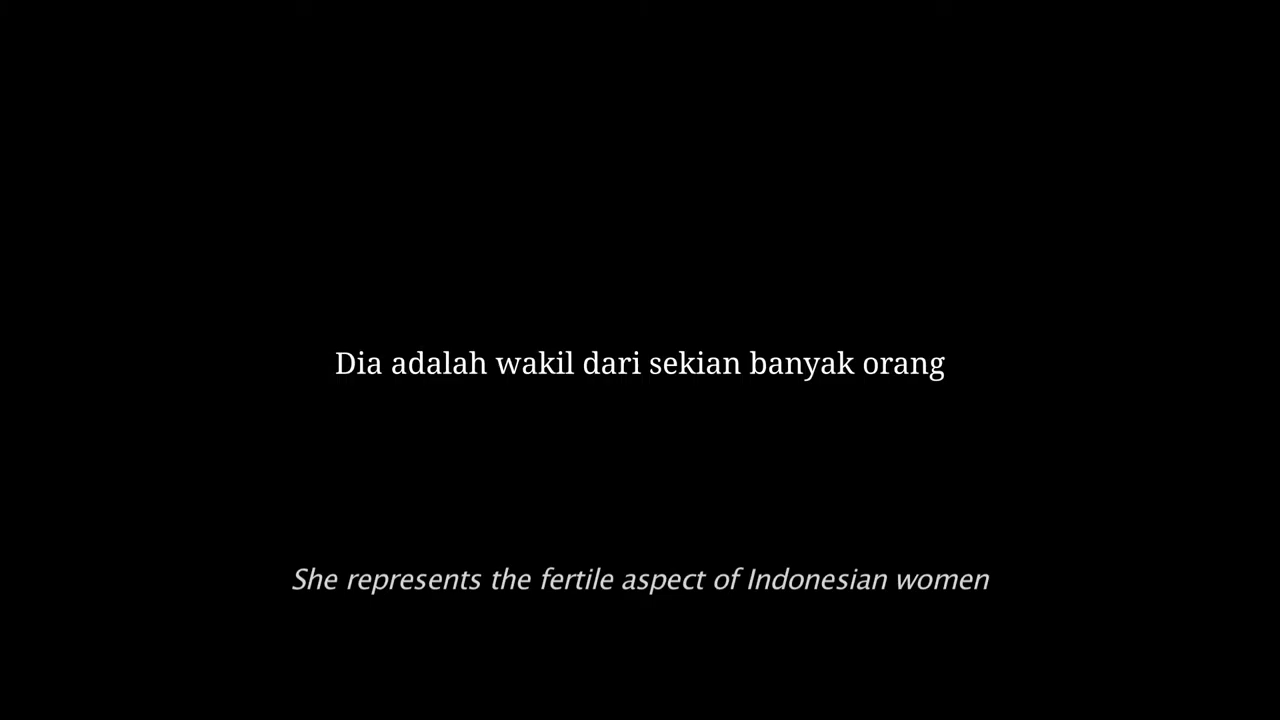 Dia adalah wakil dari sekian banyak orang
She represents the fertile aspect of Indonesian women